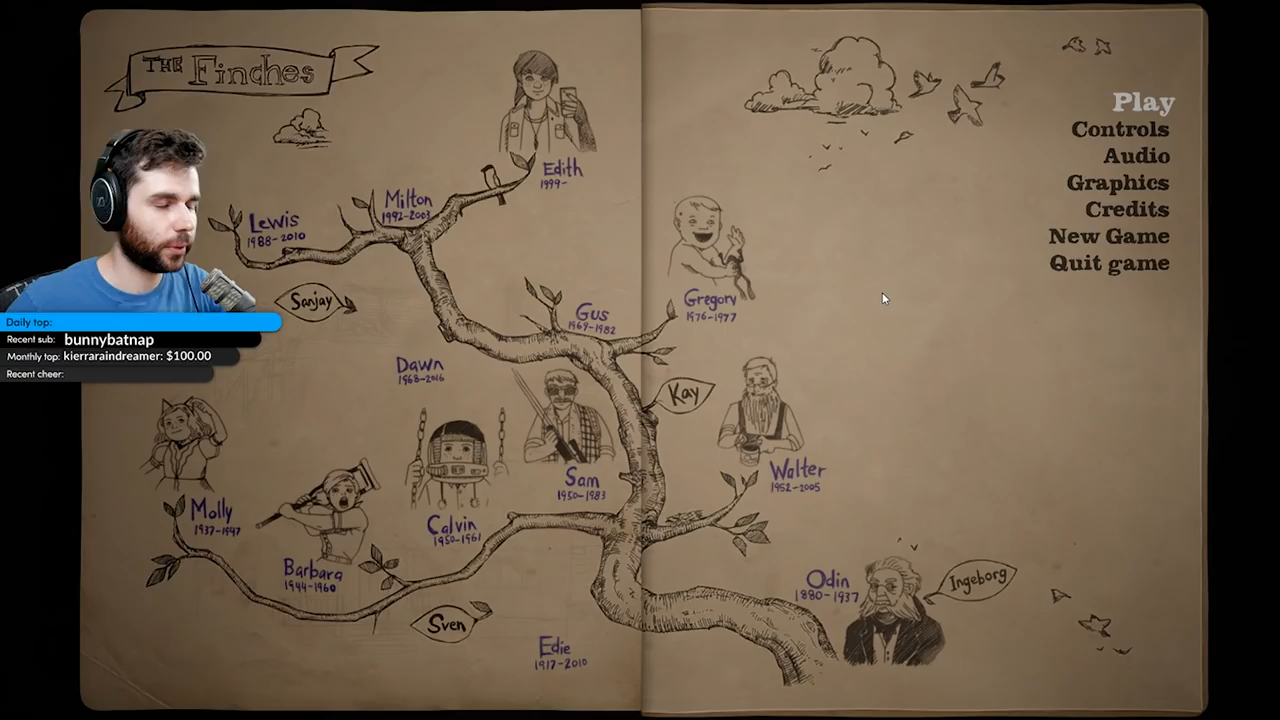 THE Finches
Edith
1999-
Milton
1992-2003
Lewis
1988-2010
Sanjay
Gregory
1976-1977
Gus
1969-1982
Dawn
1968-2016
Kay
Sam
1950-1983
Walter
1952-2005
Calvin
1950-1961
Molly
1937-1947
Barbara
1944-1960
Sven
Edie
1917-2010
Odin
1880-1937
Ingeborg
Play
Controls
Audio
Graphics
Credits
New Game
Quit game
Daily top:
Recent sub: bunnybatnap
Monthly top: kierraraindreamer: $100.00
Recent cheer: